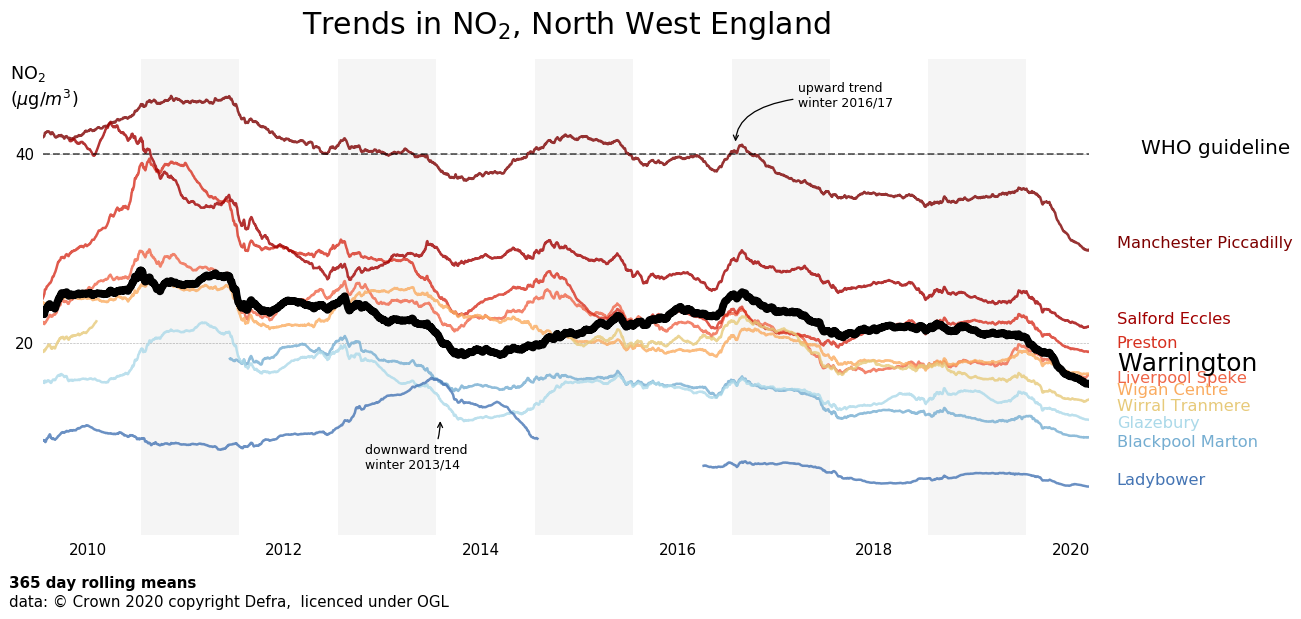 Trends in NO₂, North West England
NO₂
(μg/m³)
upward trend
winter 2016/17
40
WHO guideline
Manchester Piccadilly
Salford Eccles
20
Preston
Warrington
Liverpool Speke
Wigan Centre
Wirral Tranmere
Glazebury
Blackpool Marton
downward trend
winter 2013/14
Ladybower
2010 2012 2014 2016 2018 2020
365 day rolling means
data: © Crown 2020 copyright Defra, licenced under OGL